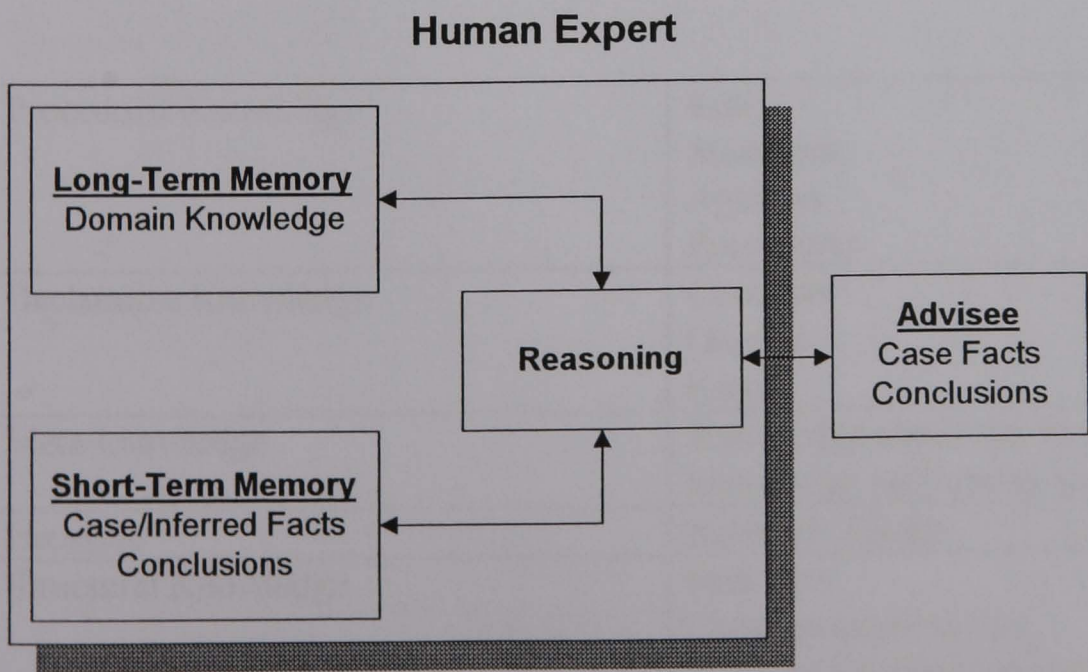 Human Expert
Long-Term Memory
Domain Knowledge
Reasoning
Advisee
Case Facts
Conclusions
Short-Term Memory
Case/Inferred Facts
Conclusions